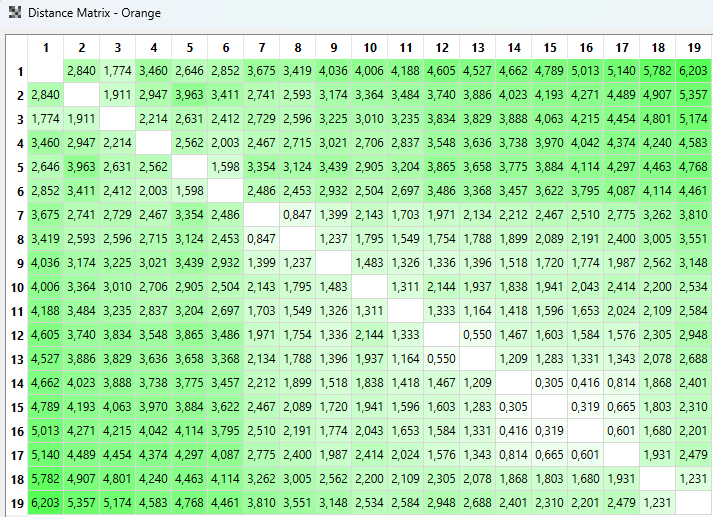 Distance Matrix - Orange
1 2 3 4 5 6 7 8 9 10 11 12 13 14 15 16 17 18 19
1 2,840 1,774 3,460 2,646 2,852 3,675 3,419 4,036 4,006 4,188 4,605 4,527 4,662 4,789 5,013 5,140 5,782 6,203
2 2,840 1,911 2,947 3,963 3,411 2,741 2,593 3,174 3,364 3,484 3,740 3,886 4,023 4,193 4,271 4,489 4,907 5,357
3 1,774 1,911 2,214 2,631 2,412 2,729 2,596 3,225 3,010 3,235 3,834 3,829 3,888 4,063 4,215 4,454 4,801 5,174
4 3,460 2,947 2,214 2,562 2,003 2,467 2,715 3,021 2,706 2,837 3,548 3,636 3,738 3,970 4,042 4,374 4,240 4,583
5 2,646 3,963 2,631 2,562 1,598 3,354 3,124 3,439 2,905 3,204 3,865 3,658 3,775 3,884 4,114 4,297 4,463 4,768
6 2,852 3,411 2,412 2,003 1,598 2,486 2,453 2,932 2,504 2,697 3,486 3,368 3,457 3,622 3,795 4,087 4,114 4,461
7 3,675 2,741 2,729 2,467 3,354 2,486 0,847 1,399 2,143 1,703 1,971 2,134 2,212 2,467 2,510 2,775 3,262 3,810
8 3,419 2,593 2,596 2,715 3,124 2,453 0,847 1,237 1,795 1,549 1,754 1,788 1,899 2,089 2,191 2,400 3,005 3,551
9 4,036 3,174 3,225 3,021 3,439 2,932 1,399 1,237 1,483 1,326 1,336 1,396 1,518 1,720 1,774 1,987 2,562 3,148
10 4,006 3,364 3,010 2,706 2,905 2,504 2,143 1,795 1,483 1,311 2,144 1,937 1,838 1,941 2,043 2,414 2,200 2,534
11 4,188 3,484 3,235 2,837 3,204 2,697 1,703 1,549 1,326 1,311 1,333 1,164 1,418 1,596 1,653 2,024 2,109 2,584
12 4,605 3,740 3,834 3,548 3,865 3,486 1,971 1,754 1,336 2,144 1,333 0,550 1,467 1,603 1,584 1,576 2,305 2,948
13 4,527 3,886 3,829 3,636 3,658 3,368 2,134 1,788 1,396 1,937 1,164 0,550 1,209 1,283 1,331 1,343 2,078 2,688
14 4,662 4,023 3,888 3,738 3,775 3,457 2,212 1,899 1,518 1,838 1,418 1,467 1,209 0,305 0,416 0,814 1,868 2,401
15 4,789 4,193 4,063 3,970 3,884 3,622 2,467 2,089 1,720 1,941 1,596 1,603 1,283 0,305 0,319 0,665 1,803 2,310
16 5,013 4,271 4,215 4,042 4,114 3,795 2,510 2,191 1,774 2,043 1,653 1,584 1,331 0,416 0,319 0,601 1,680 2,201
17 5,140 4,489 4,454 4,374 4,297 4,087 2,775 2,400 1,987 2,414 2,024 1,576 1,343 0,814 0,665 0,601 1,931 2,479
18 5,782 4,907 4,801 4,240 4,463 4,114 3,262 3,005 2,562 2,200 2,109 2,305 2,078 1,868 1,803 1,680 1,931 1,231
19 6,203 5,357 5,174 4,583 4,768 4,461 3,810 3,551 3,148 2,534 2,584 2,948 2,688 2,401 2,310 2,201 2,479 1,231